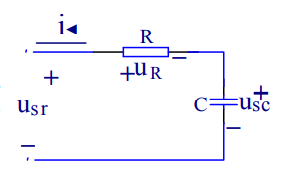 i
R
+ u_R −
+
u_sr
−
C u_sc +
−